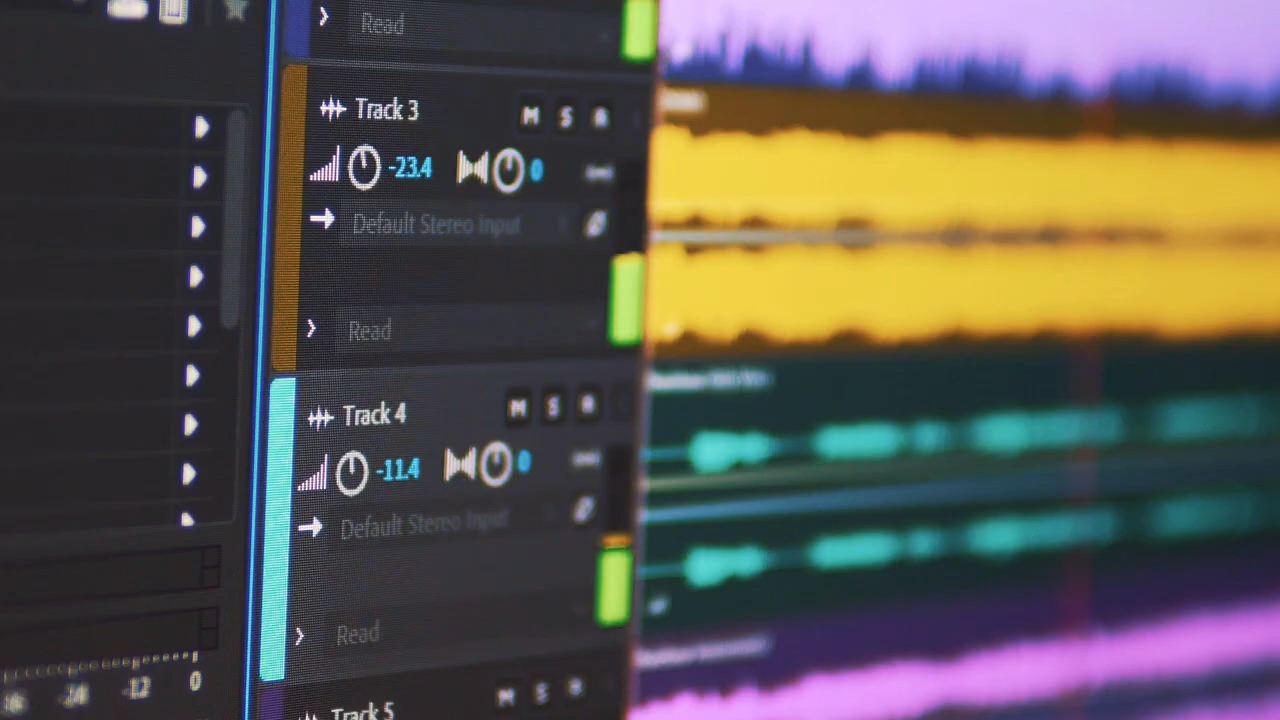 Read
Track 3 M S R
-23.4 0
Default Stereo Input
Read
Track 4 M S R
-11.4 0
Default Stereo Input
Read
-12 0
Track 5 M S R